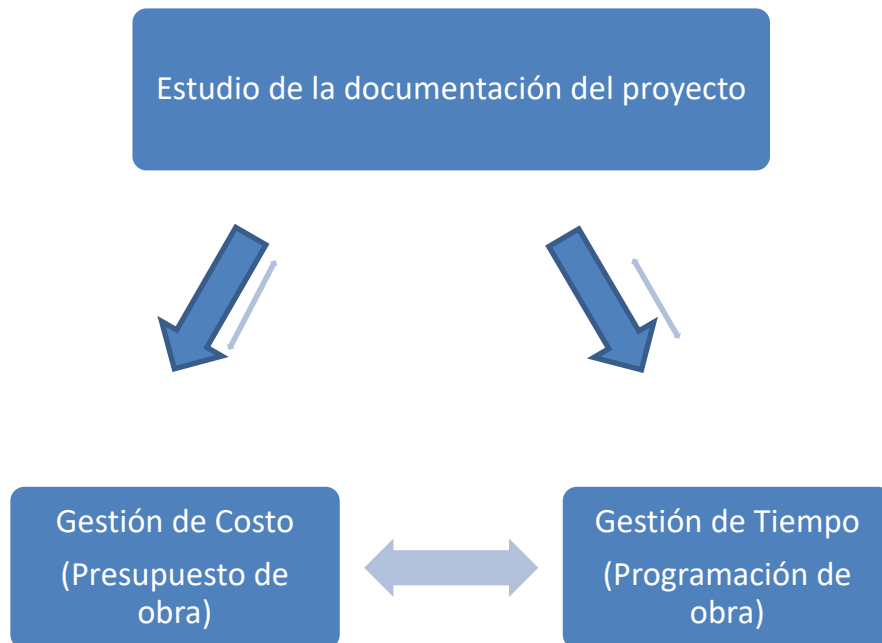 Estudio de la documentación del proyecto
Gestión de Costo
(Presupuesto de
obra)
Gestión de Tiempo
(Programación de
obra)